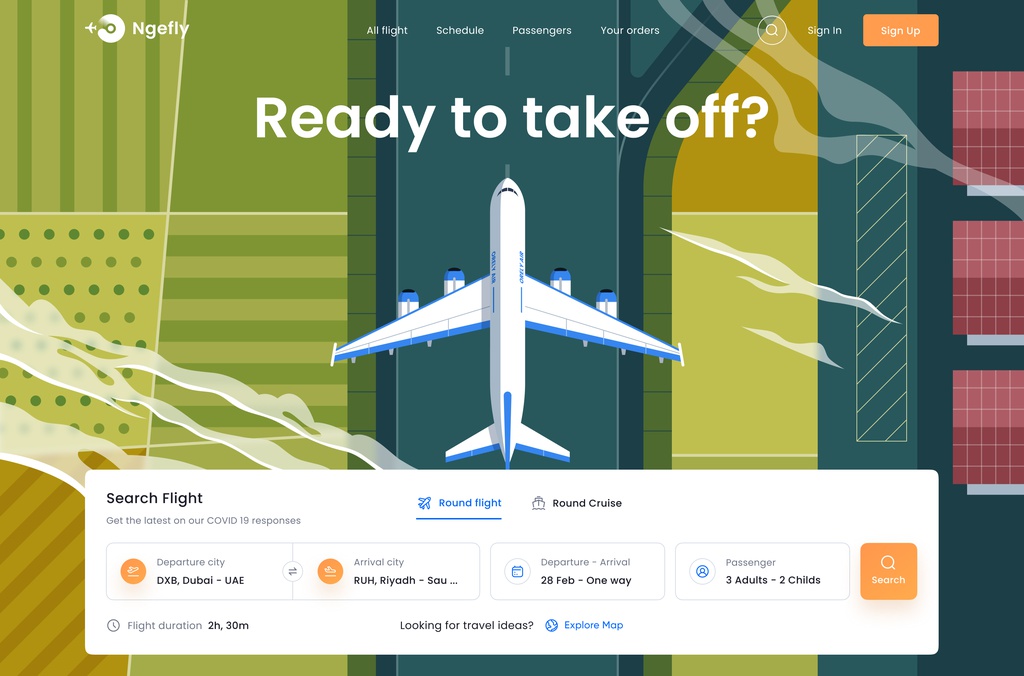 Ngefly
All flight
Schedule
Passengers
Your orders
Sign In
Sign Up
Ready to take off?
Search Flight
Get the latest on our COVID 19 responses
Round flight
Round Cruise
Departure city
DXB, Dubai - UAE
Arrival city
RUH, Riyadh - Sau ...
Departure - Arrival
28 Feb - One way
Passenger
3 Adults - 2 Childs
Search
Flight duration 2h, 30m
Looking for travel ideas?
Explore Map